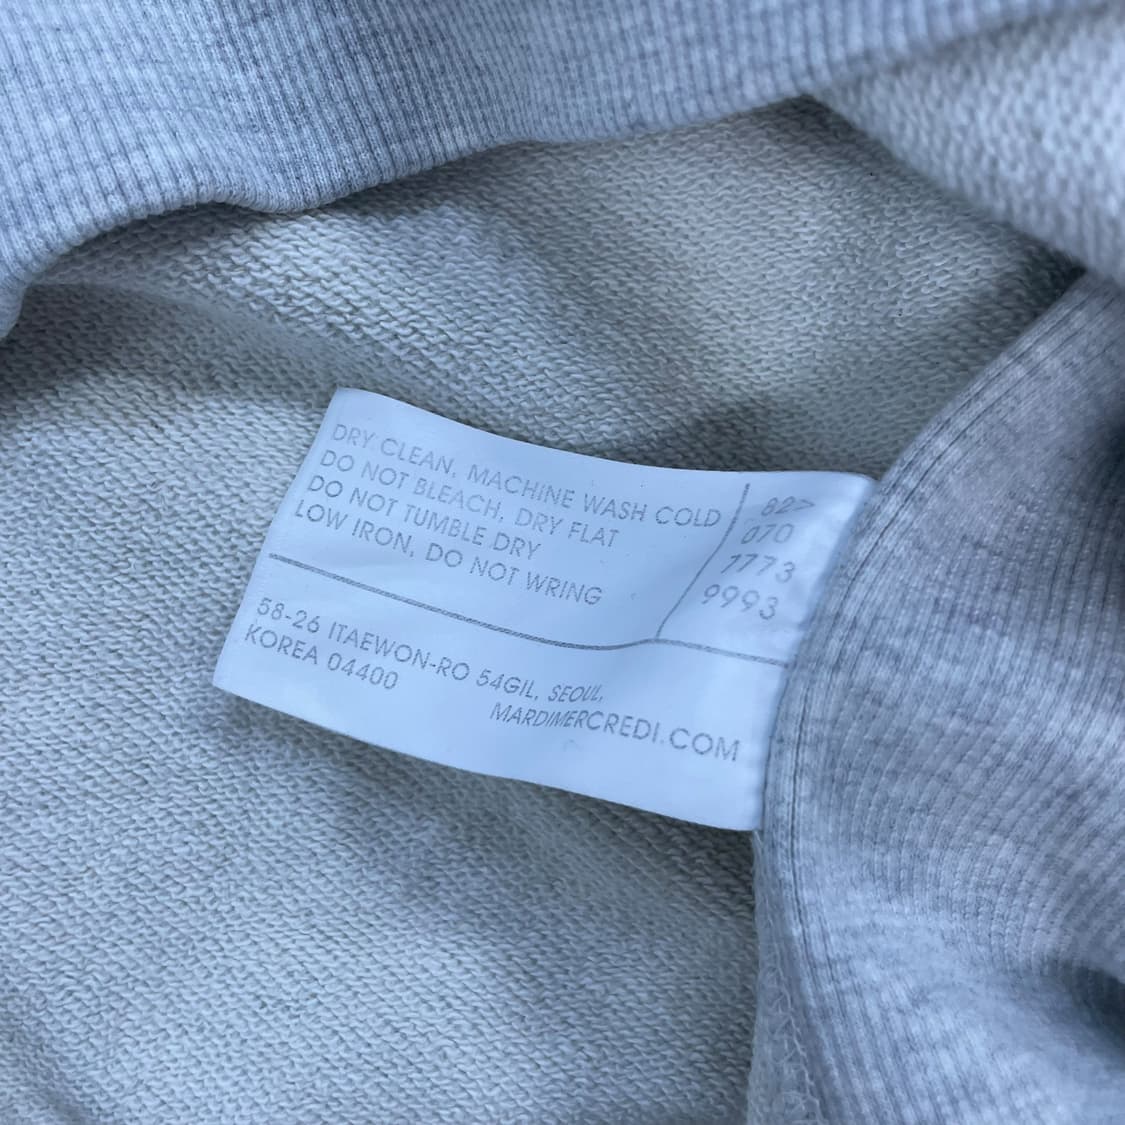 DRY CLEAN, MACHINE WASH COLD
DO NOT BLEACH, DRY FLAT
DO NOT TUMBLE DRY
LOW IRON, DO NOT WRING
827
070
7773
9993
58-26 ITAEWON-RO 54GIL, SEOUL,
KOREA 04400
MARDIMERCREDI.COM